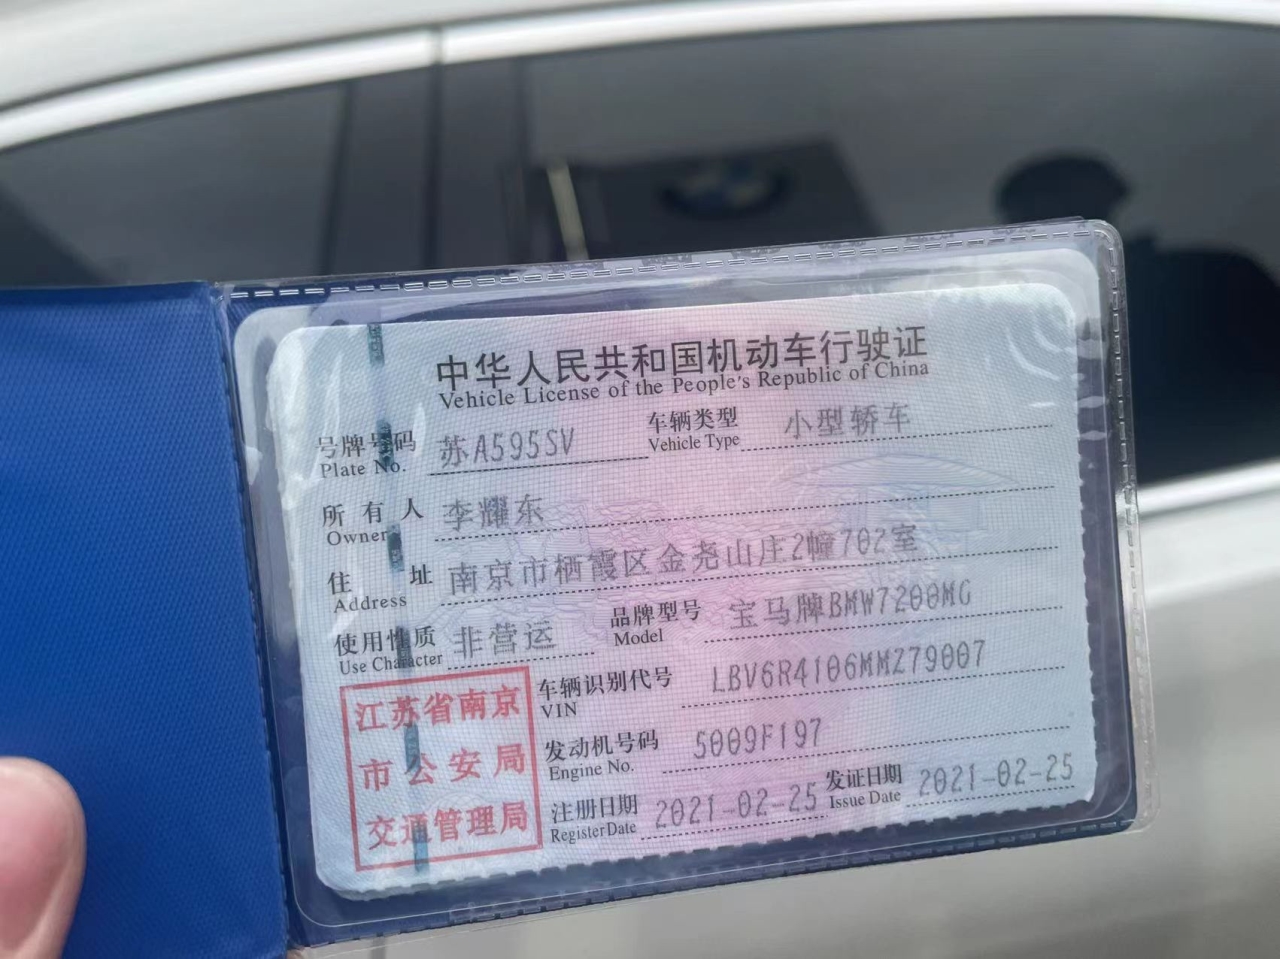 中华人民共和国机动车行驶证
Vehicle License of the People's Republic of China
号牌号码 苏A595SV 车辆类型 小型轿车
Plate No. Vehicle Type
所有人 李耀东
Owner
住址 南京市栖霞区金尧山庄2幢702室
Address
使用性质 非营运 品牌型号 宝马牌BMW7200MG
Use Character Model
车辆识别代号 LBV6R4106MM279007
VIN
发动机号码 5009F197
Engine No.
注册日期 2021-02-25 发证日期 2021-02-25
Register Date Issue Date
江苏省南京
市公安局
交通管理局